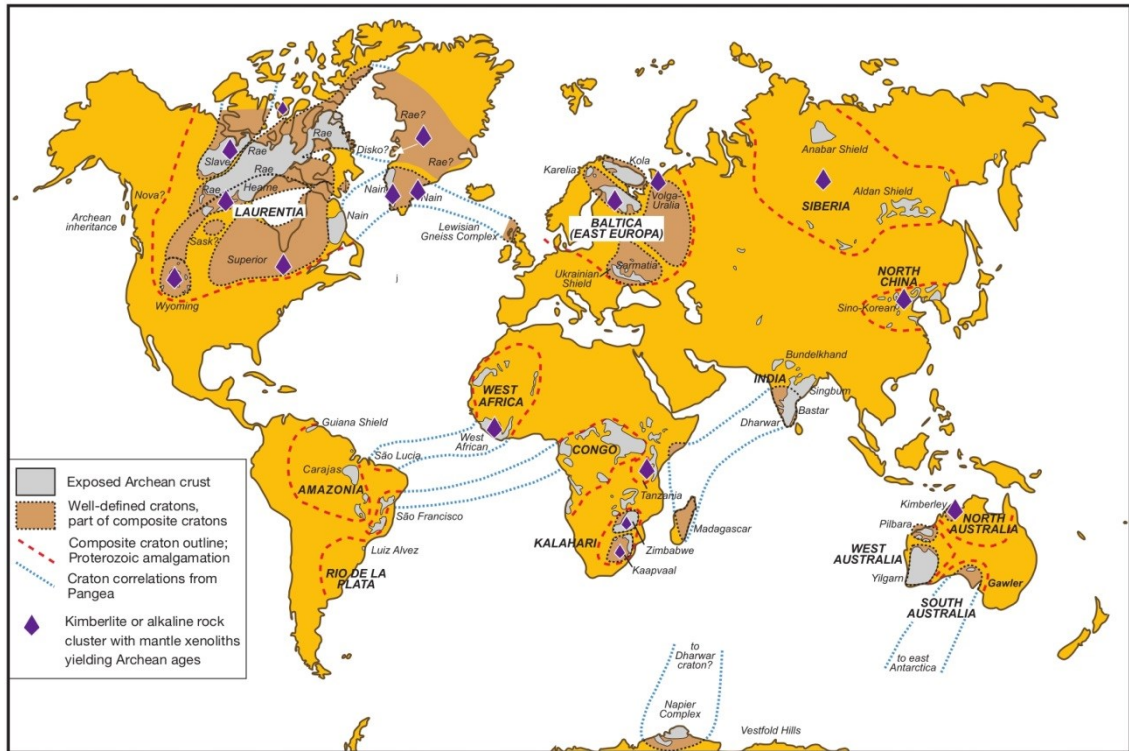 Rae?
Rae
Disko?
Slave
Rae
Rae?
Anabar Shield
Kola
Karelia
Rae
Nova?
Rae
Hearne
Nain
Nain
Volga-
Uralia
Aldan Shield
LAURENTIA
SIBERIA
Archean
inheritance
Nain
BALTICA
(EAST EUROPA)
Lewisian
Gneiss Complex
Sask?
Superior
Sarmatia
Ukrainian
Shield
NORTH
CHINA
Wyoming
Sino-Korean
Bundelkhand
INDIA
Singbum
WEST
AFRICA
Bastar
Dharwar
Guiana Shield
West
African
São Lucia
CONGO
Carajas
AMAZONIA
Tanzania
São Francisco
Kimberley
Madagascar
Pilbara
NORTH
AUSTRALIA
KALAHARI
Zimbabwe
Luiz Alvez
WEST
AUSTRALIA
Kaapvaal
RIO DE LA
PLATA
Yilgarn
Gawler
SOUTH
AUSTRALIA
to
Dharwar
craton?
to east
Antarctica
Napier
Complex
Vestfold Hills
Exposed Archean crust
Well-defined cratons,
part of composite cratons
Composite craton outline;
Proterozoic amalgamation
Craton correlations from
Pangea
Kimberlite or alkaline rock
cluster with mantle xenoliths
yielding Archean ages